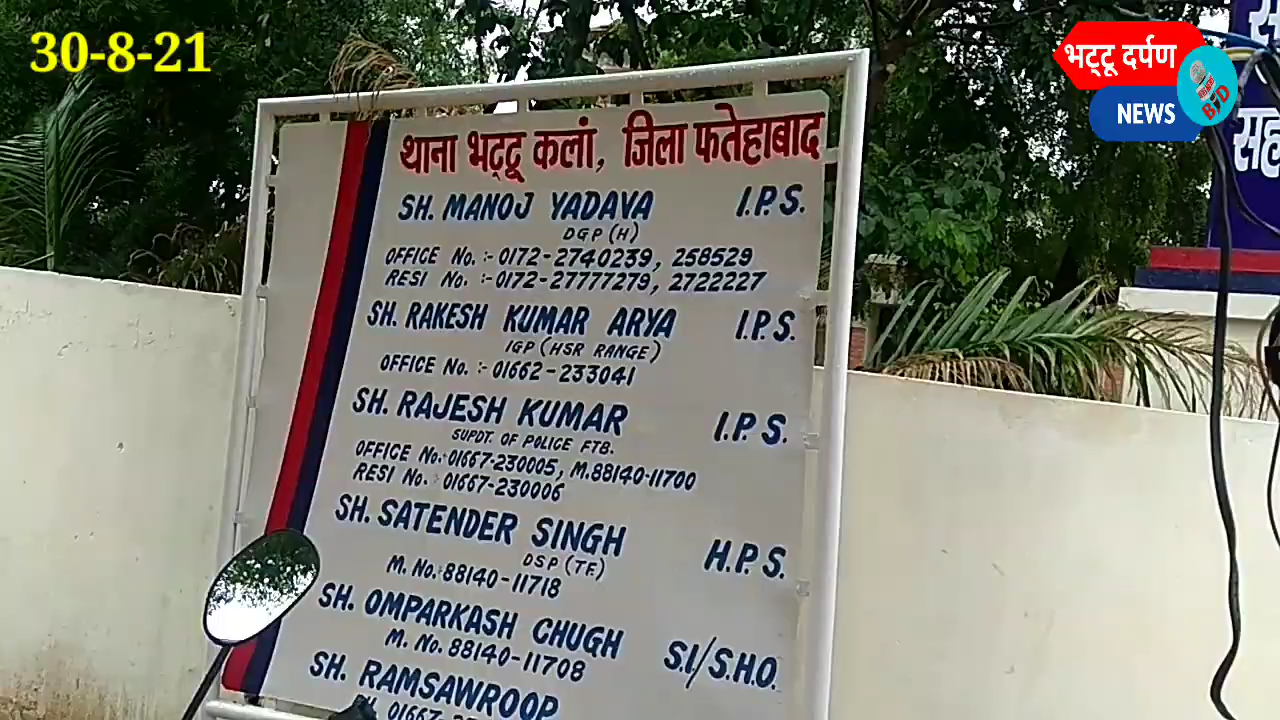 30-8-21
भट्टू दर्पण
NEWS
BJD
थाना भट्टू कलां, जिला फतेहाबाद
SH. MANOJ YADAVA I.P.S.
DGP (H)
OFFICE No. :- 0172-2740239, 258529
RESI No. :- 0172-27777279, 2722227
SH. RAKESH KUMAR ARYA I.P.S.
IGP (HSR RANGE)
OFFICE No. :- 01662-233041
SH. RAJESH KUMAR I.P.S.
SUPDT. OF POLICE FTB.
OFFICE No.:01667-230005, M.88140-11700
RESI No.: 01667-230006
SH. SATENDER SINGH H.P.S.
DSP (TF.)
M. No.:88140-11718
SH. OMPARKASH CHUGH S.I/S.H.O.
M. No. 88140-11708
SH. RAMSAWROOP
01667-